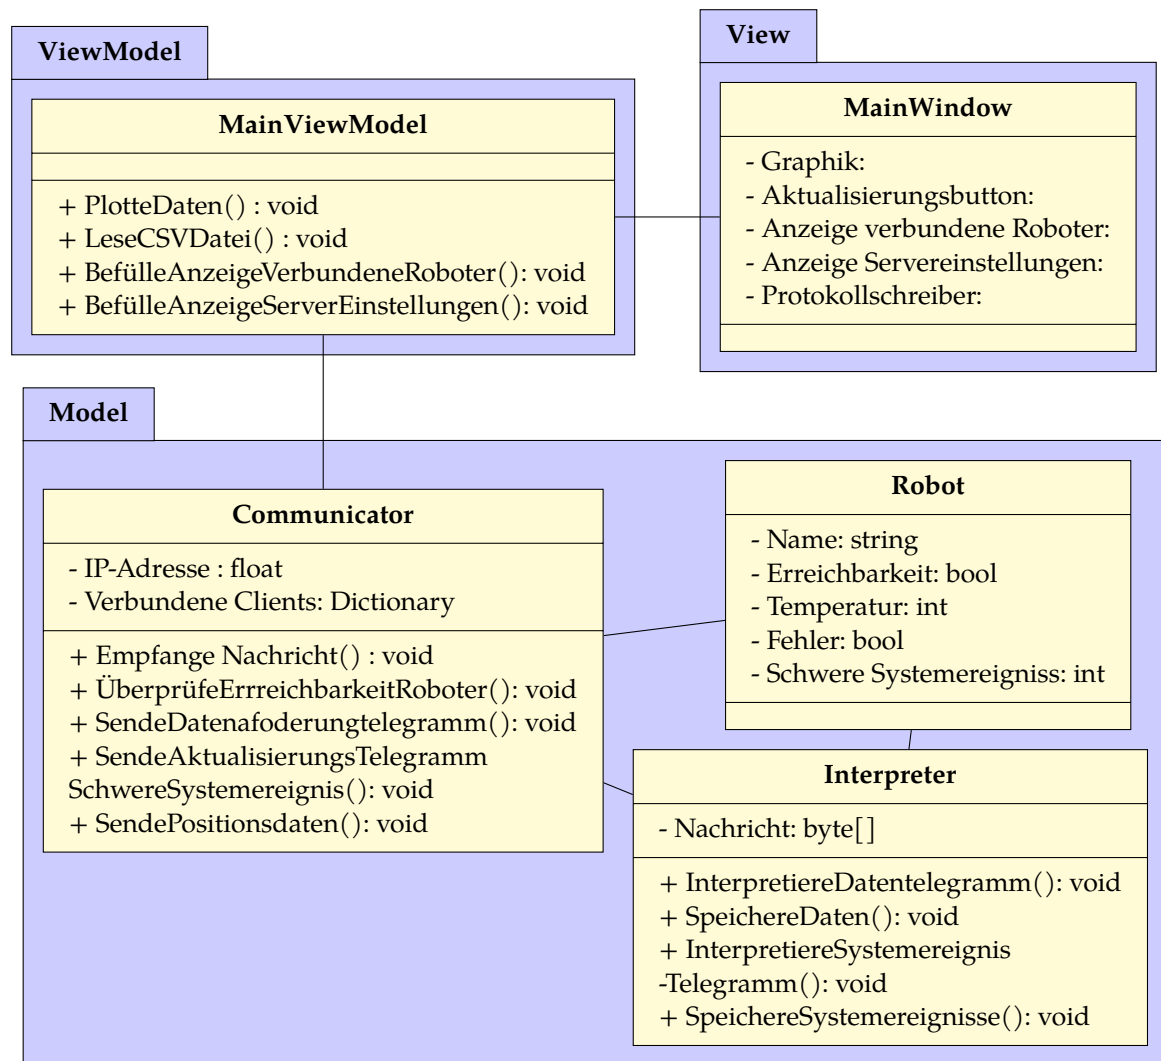 ViewModel
MainViewModel
+ PlotteDaten() : void
+ LeseCSVDatei() : void
+ BefülleAnzeigeVerbundeneRoboter(): void
+ BefülleAnzeigeServerEinstellungen(): void
View
MainWindow
- Graphik:
- Aktualisierungsbutton:
- Anzeige verbundene Roboter:
- Anzeige Servereinstellungen:
- Protokollschreiber:
Model
Communicator
- IP-Adresse : float
- Verbundene Clients: Dictionary
+ Empfange Nachricht() : void
+ ÜberprüfeErrreichbarkeitRoboter(): void
+ SendeDatenafoderungtelegramm(): void
+ SendeAktualisierungsTelegramm
SchwereSystemereignis(): void
+ SendePositionsdaten(): void
Robot
- Name: string
- Erreichbarkeit: bool
- Temperatur: int
- Fehler: bool
- Schwere Systemereigniss: int
Interpreter
- Nachricht: byte[]
+ InterpretiereDatentelegramm(): void
+ SpeichereDaten(): void
+ InterpretiereSystemereignis
-Telegramm(): void
+ SpeichereSystemereignisse(): void